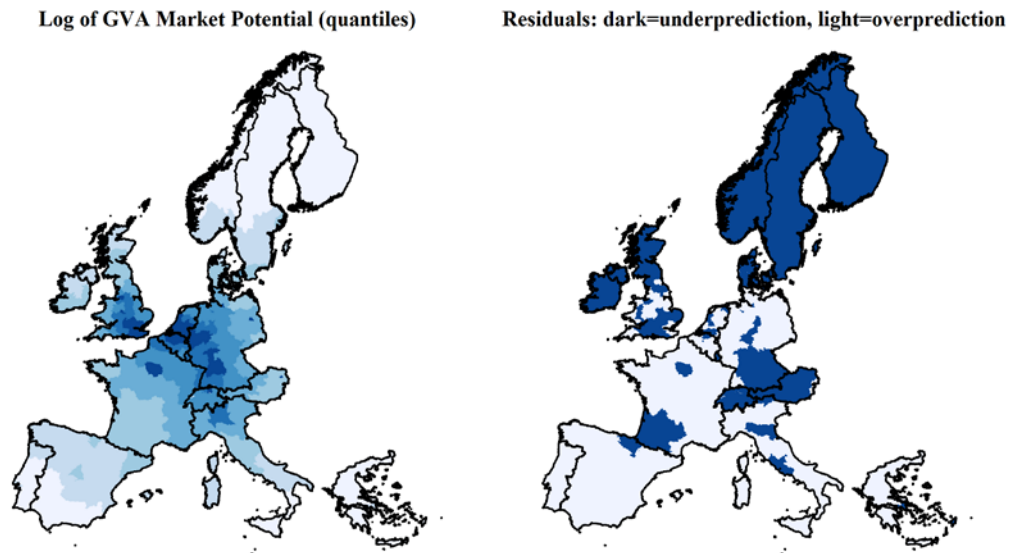 Log of GVA Market Potential (quantiles)
Residuals: dark=underprediction, light=overprediction